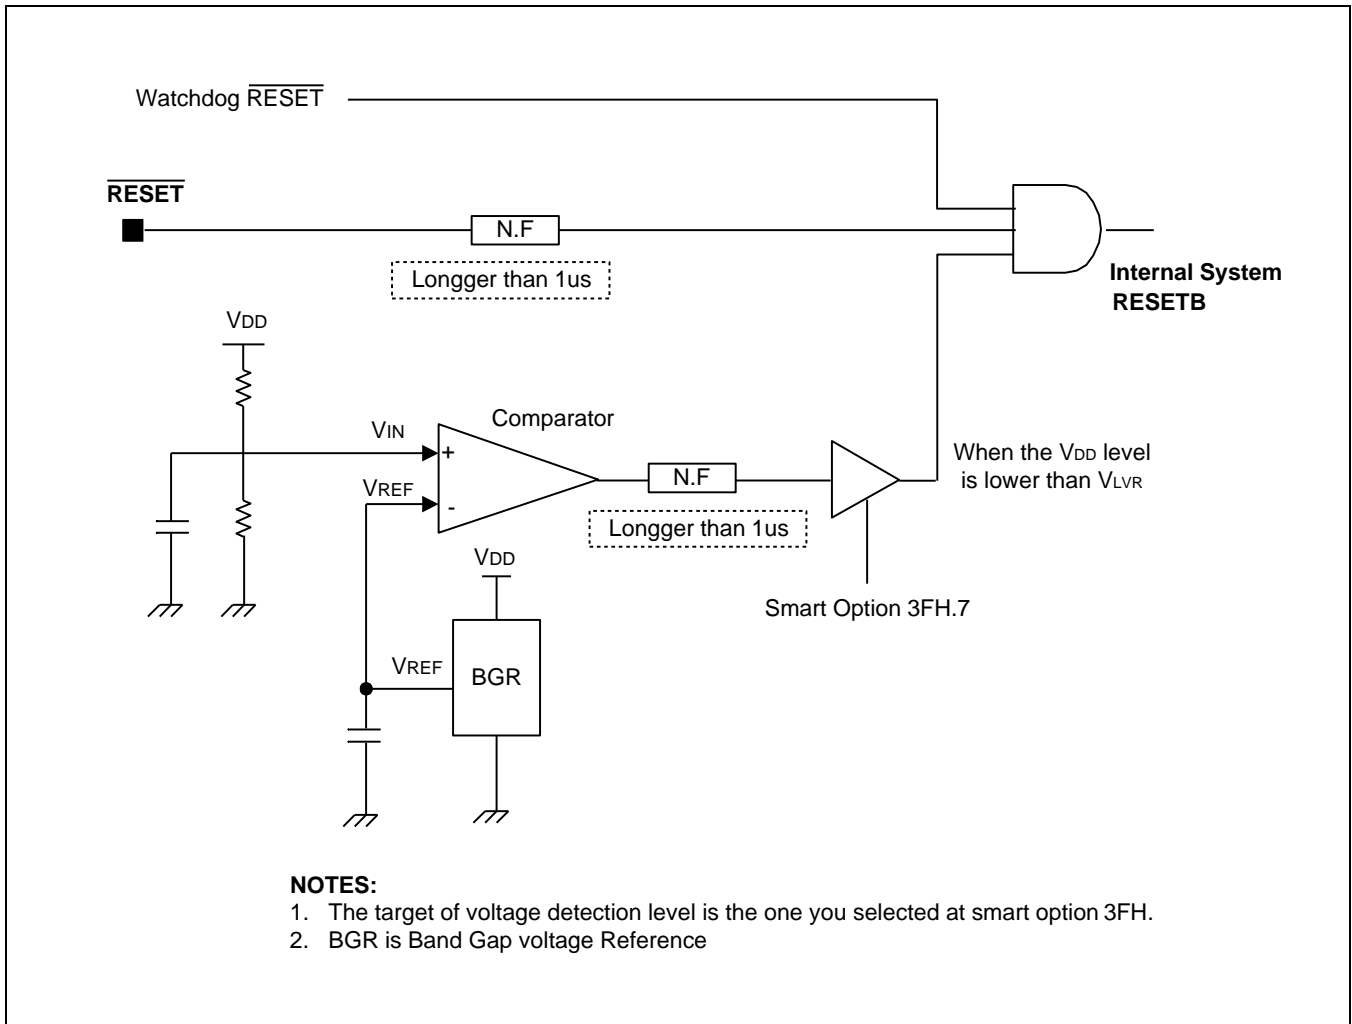 Watchdog RESET
RESET
N.F
Longger than 1us
Internal System
RESETB
VDD
VIN
+
Comparator
VREF
-
N.F
Longger than 1us
When the VDD level
is lower than VLVR
Smart Option 3FH.7
VDD
VREF
BGR
NOTES:
1. The target of voltage detection level is the one you selected at smart option 3FH.
2. BGR is Band Gap voltage Reference